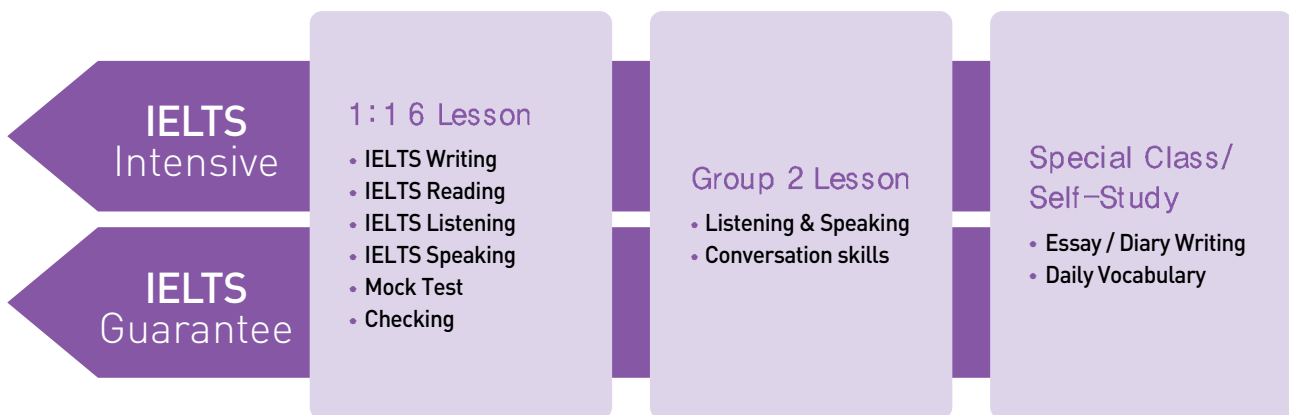 IELTS
Intensive
IELTS
Guarantee
1:1 6 Lesson
• IELTS Writing
• IELTS Reading
• IELTS Listening
• IELTS Speaking
• Mock Test
• Checking
Group 2 Lesson
• Listening & Speaking
• Conversation skills
Special Class/
Self-Study
• Essay / Diary Writing
• Daily Vocabulary